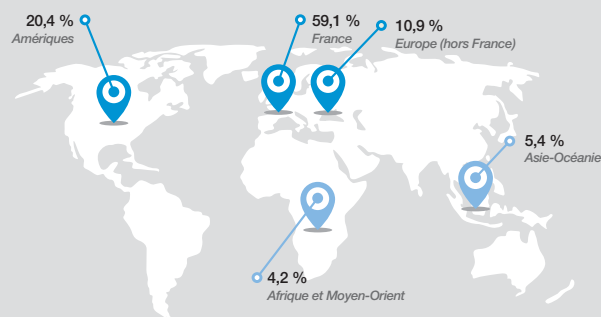 20,4 %
Amériques
59,1 %
France
10,9 %
Europe (hors France)
5,4 %
Asie-Océanie
4,2 %
Afrique et Moyen-Orient